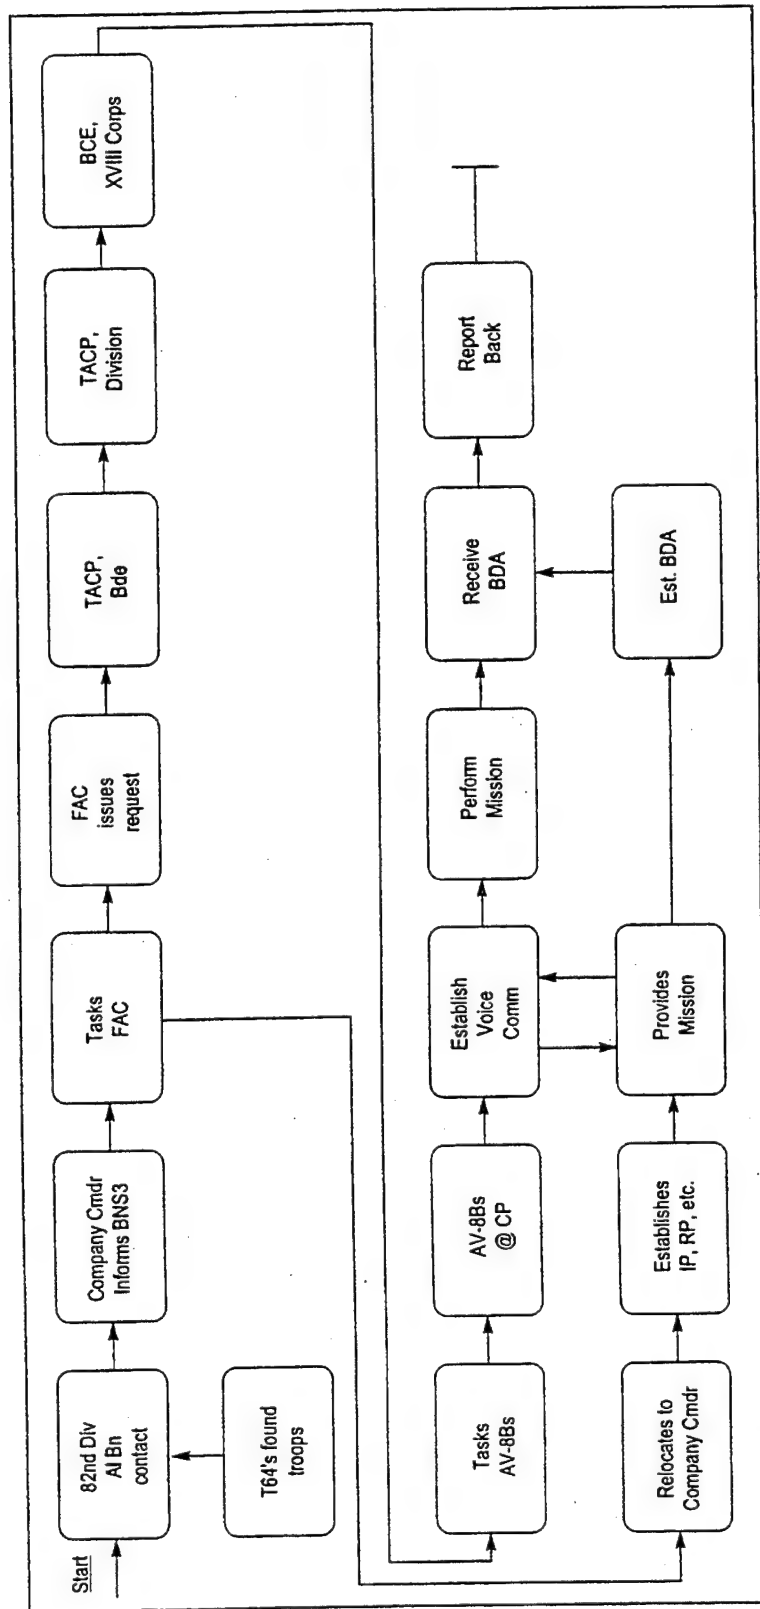 Start
82nd Div
AI Bn
contact
T64's found
troops
Company Cmdr
Informs BNS3
Tasks
FAC
FAC
issues
request
TACP,
Bde
TACP,
Division
BCE,
XVIII Corps
Tasks
AV-8Bs
AV-8Bs
@ CP
Establish
Voice
Comm
Perform
Mission
Receive
BDA
Report
Back
Relocates to
Company Cmdr
Establishes
IP, RP, etc.
Provides
Mission
Est. BDA